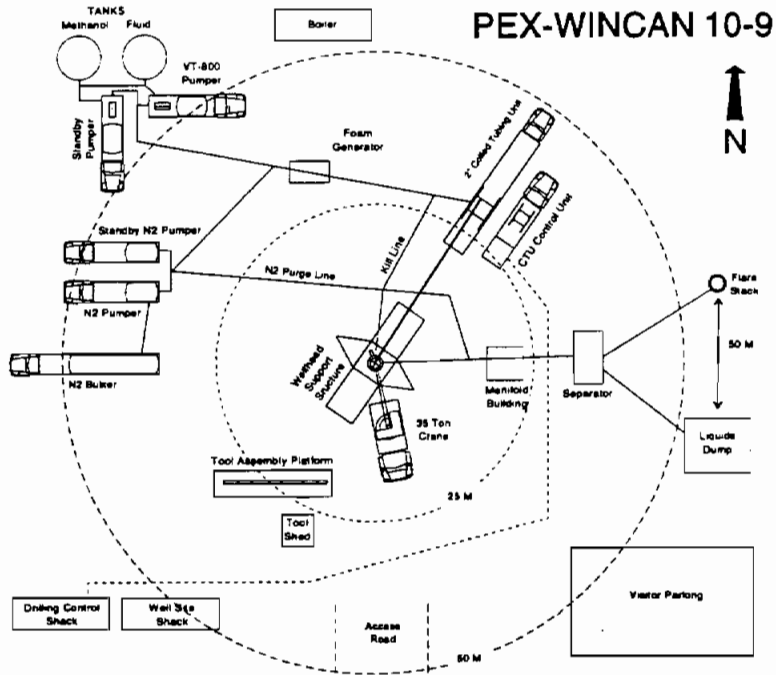 PEX-WINCAN 10-9
N
TANKS
Methanol Fluid
VT-800
Pumper
Standby
Pumper
Boiler
Foam
Generator
2" Coiled Tubing Unit
CTU Control Unit
Kill Line
Standby N2 Pumper
N2 Purge Line
N2 Pumper
N2 Bulker
Wellhead
Support
Structure
Manifold
Building
Separator
Flare
Stack
50 M
Liquids
Dump
35 Ton
Crane
Tool Assembly Platform
25 M
Tool
Shed
Drilling Control
Shack
Well Site
Shack
Access
Road
50 M
Visitor Parking